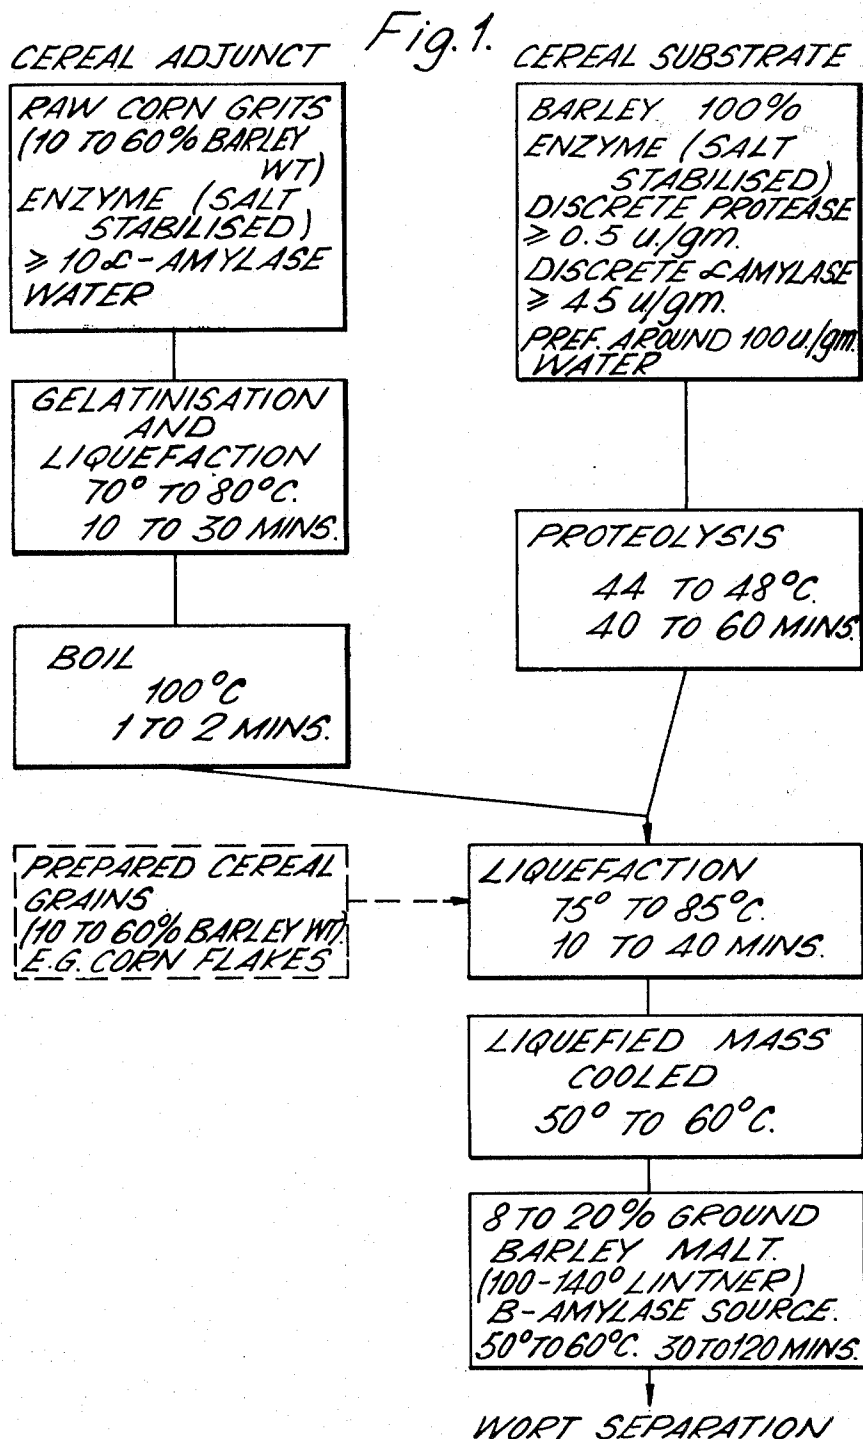 Fig.1.
CEREAL ADJUNCT
RAW CORN GRITS
(10 TO 60% BARLEY
WT)
ENZYME (SALT
STABILISED)
⩾ 10 α-AMYLASE
WATER
GELATINISATION
AND
LIQUEFACTION
70° TO 80°C.
10 TO 30 MINS.
BOIL
100°C
1 TO 2 MINS.
CEREAL SUBSTRATE
BARLEY 100%
ENZYME (SALT
STABILISED)
DISCRETE PROTEASE
⩾ 0.5 u./gm.
DISCRETE α AMYLASE
⩾ 45 u/gm.
PREF. AROUND 100 u./gm.
WATER
PROTEOLYSIS
44 TO 48°C.
40 TO 60 MINS.
PREPARED CEREAL
GRAINS
(10 TO 60% BARLEY WT).
E.G. CORN FLAKES
LIQUEFACTION
75° TO 85°C.
10 TO 40 MINS.
LIQUEFIED MASS
COOLED
50° TO 60°C.
8 TO 20% GROUND
BARLEY MALT.
(100-140° LINTNER)
B-AMYLASE SOURCE.
50° TO 60°C. 30 TO 120 MINS.
WORT SEPARATION